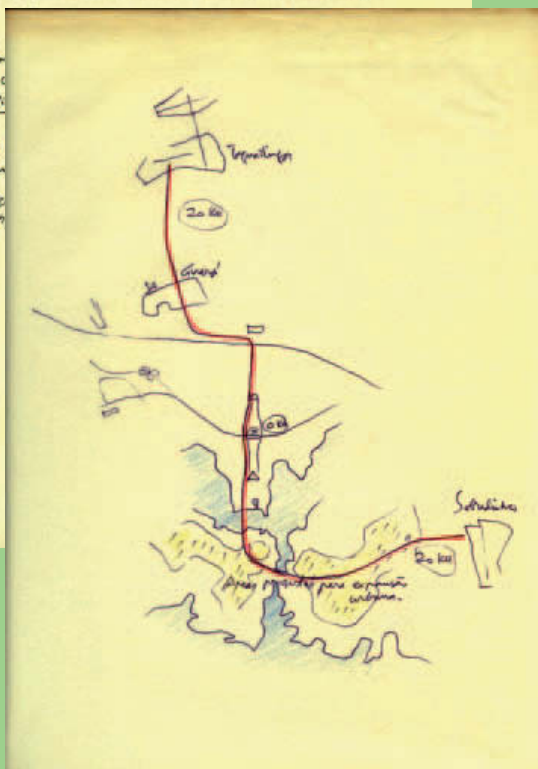 Taguatinga
20 KM
Guará
0 KM
Sobradinho
20 KM
Áreas propostas para expansão
urbana.